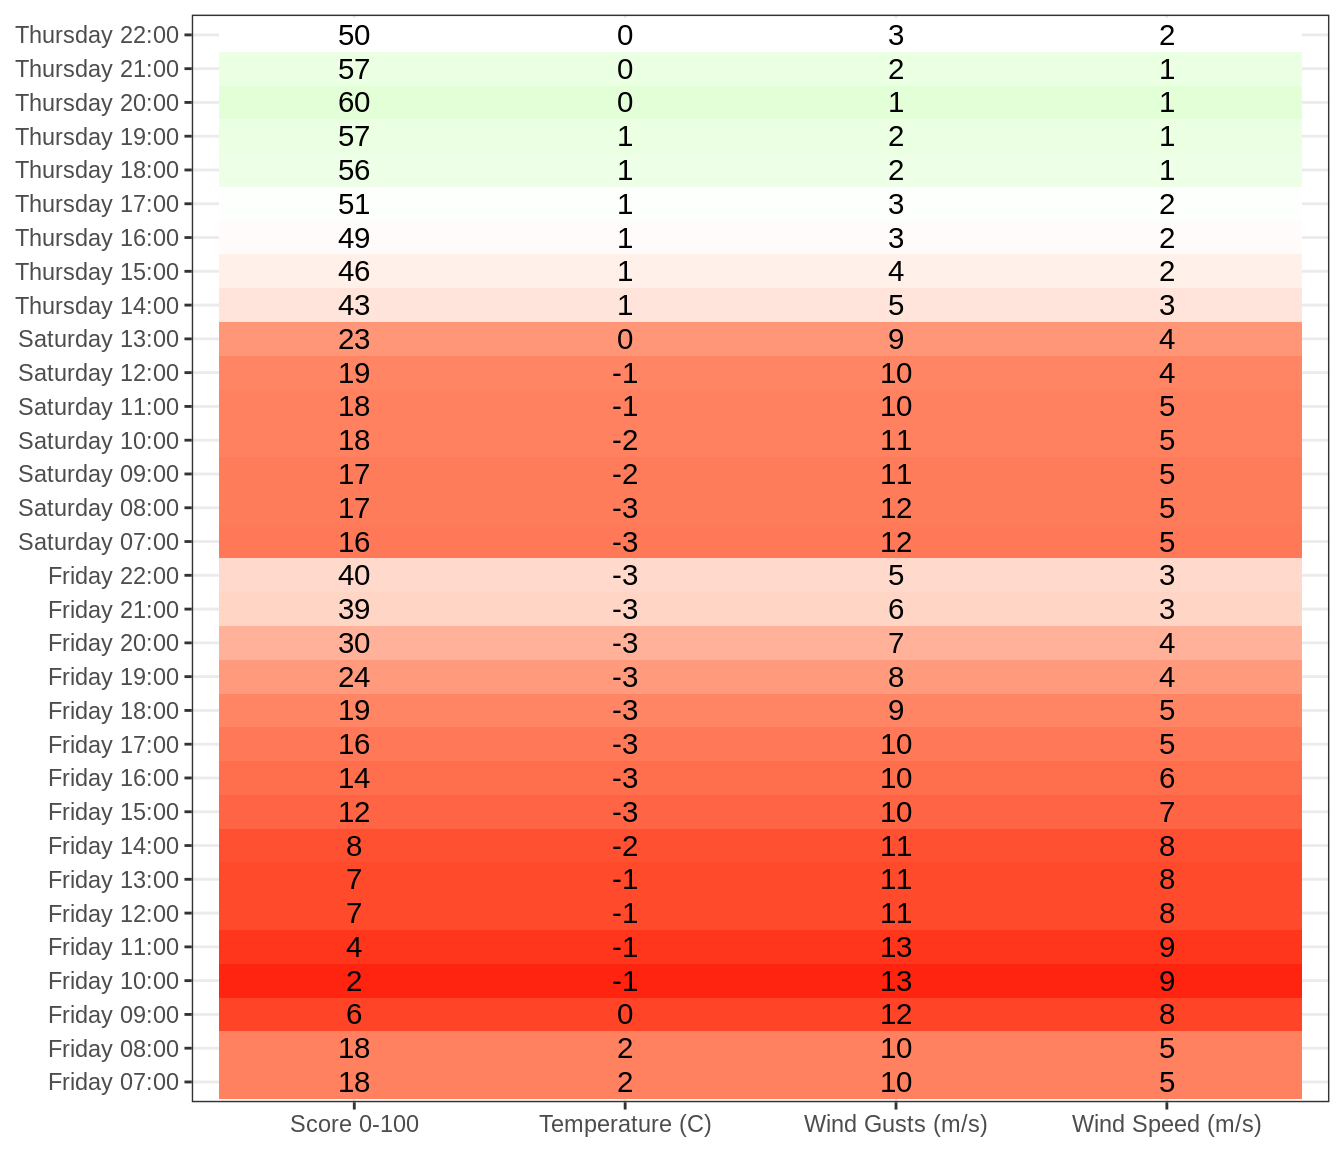 Thursday 22:00 50 0 3 2
Thursday 21:00 57 0 2 1
Thursday 20:00 60 0 1 1
Thursday 19:00 57 1 2 1
Thursday 18:00 56 1 2 1
Thursday 17:00 51 1 3 2
Thursday 16:00 49 1 3 2
Thursday 15:00 46 1 4 2
Thursday 14:00 43 1 5 3
Saturday 13:00 23 0 9 4
Saturday 12:00 19 -1 10 4
Saturday 11:00 18 -1 10 5
Saturday 10:00 18 -2 11 5
Saturday 09:00 17 -2 11 5
Saturday 08:00 17 -3 12 5
Saturday 07:00 16 -3 12 5
Friday 22:00 40 -3 5 3
Friday 21:00 39 -3 6 3
Friday 20:00 30 -3 7 4
Friday 19:00 24 -3 8 4
Friday 18:00 19 -3 9 5
Friday 17:00 16 -3 10 5
Friday 16:00 14 -3 10 6
Friday 15:00 12 -3 10 7
Friday 14:00 8 -2 11 8
Friday 13:00 7 -1 11 8
Friday 12:00 7 -1 11 8
Friday 11:00 4 -1 13 9
Friday 10:00 2 -1 13 9
Friday 09:00 6 0 12 8
Friday 08:00 18 2 10 5
Friday 07:00 18 2 10 5
Score 0-100 Temperature (C) Wind Gusts (m/s) Wind Speed (m/s)